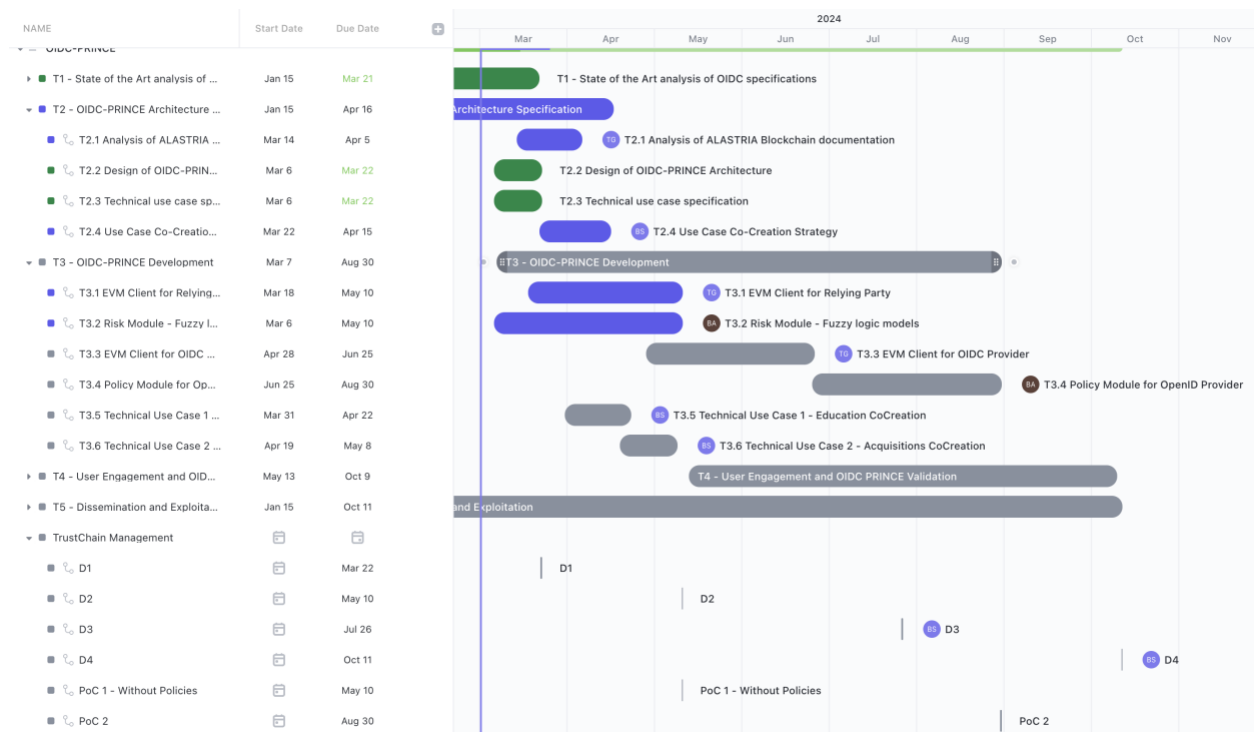 2024
NAME Start Date Due Date Mar Apr May Jun Jul Aug Sep Oct Nov
OIDC-PRINCE
T1 - State of the Art analysis of ... Jan 15 Mar 21 T1 - State of the Art analysis of OIDC specifications
T2 - OIDC-PRINCE Architecture ... Jan 15 Apr 16 Architecture Specification
T2.1 Analysis of ALASTRIA ... Mar 14 Apr 5 TG T2.1 Analysis of ALASTRIA Blockchain documentation
T2.2 Design of OIDC-PRIN... Mar 6 Mar 22 T2.2 Design of OIDC-PRINCE Architecture
T2.3 Technical use case sp... Mar 6 Mar 22 T2.3 Technical use case specification
T2.4 Use Case Co-Creatio... Mar 22 Apr 15 BS T2.4 Use Case Co-Creation Strategy
T3 - OIDC-PRINCE Development Mar 7 Aug 30 T3 - OIDC-PRINCE Development
T3.1 EVM Client for Relying... Mar 18 May 10 TG T3.1 EVM Client for Relying Party
T3.2 Risk Module - Fuzzy l... Mar 6 May 10 BA T3.2 Risk Module - Fuzzy logic models
T3.3 EVM Client for OIDC ... Apr 28 Jun 25 TG T3.3 EVM Client for OIDC Provider
T3.4 Policy Module for Op... Jun 25 Aug 30 BA T3.4 Policy Module for OpenID Provider
T3.5 Technical Use Case 1 ... Mar 31 Apr 22 BS T3.5 Technical Use Case 1 - Education CoCreation
T3.6 Technical Use Case 2 ... Apr 19 May 8 BS T3.6 Technical Use Case 2 - Acquisitions CoCreation
T4 - User Engagement and OID... May 13 Oct 9 T4 - User Engagement and OIDC PRINCE Validation
T5 - Dissemination and Exploita... Jan 15 Oct 11 and Exploitation
TrustChain Management
D1 Mar 22 D1
D2 May 10 D2
D3 Jul 26 BS D3
D4 Oct 11 BS D4
PoC 1 - Without Policies May 10 PoC 1 - Without Policies
PoC 2 Aug 30 PoC 2